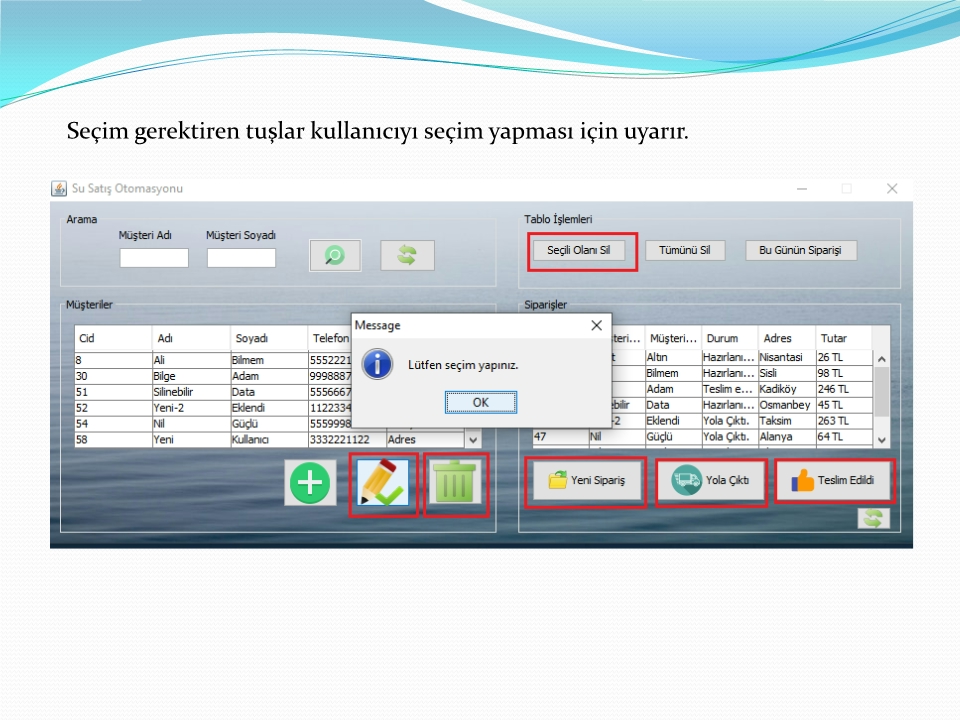 Seçim gerektiren tuşlar kullanıcıyı seçim yapması için uyarır.
Su Satış Otomasyonu
Arama
Müşteri Adı Müşteri Soyadı
Tablo İşlemleri
Seçili Olanı Sil Tümünü Sil Bu Günün Siparişi
Müşteriler
Cid Adı Soyadı Telefon
8 Ali Bilmem 5552221
30 Bilge Adam 9998887
51 Silinebilir Data 5556667
52 Yeni-2 Eklendi 1122334
54 Nil Güçlü 5559998
58 Yeni Kullanıcı 3332221122 Adres
Message
Lütfen seçim yapınız.
OK
Siparişler
şteri... Müşteri... Durum Adres Tutar
t Altın Hazırlanı... Nisantasi 26 TL
Bilmem Hazırlanı... Sisli 98 TL
Adam Teslim e... Kadiköy 246 TL
ebilir Data Hazırlanı... Osmanbey 45 TL
-2 Eklendi Yola Çıktı. Taksim 263 TL
47 Nil Güçlü Yola Çıktı. Alanya 64 TL
Yeni Sipariş Yola Çıktı Teslim Edildi